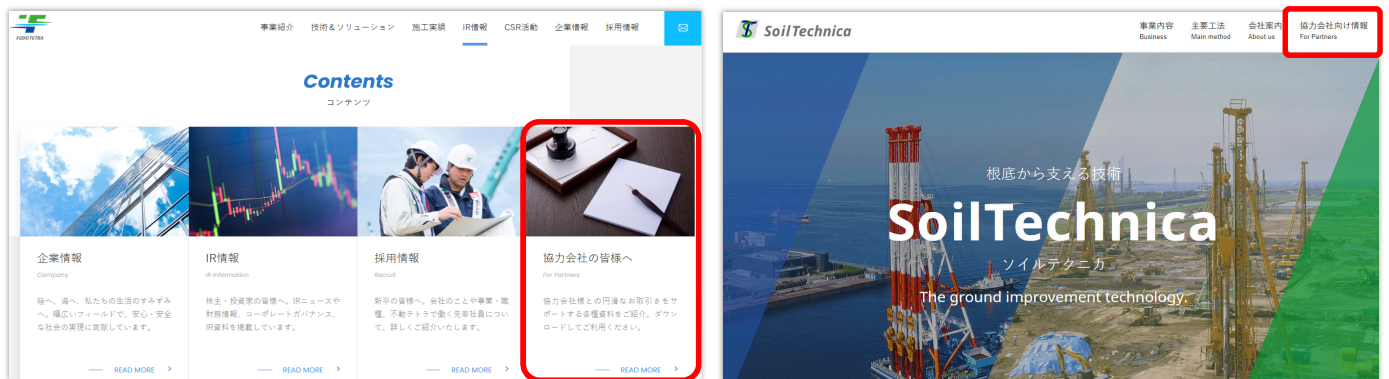 FUDO TETRA
事業紹介 技術&ソリューション 施工実績 IR情報 CSR活動 企業情報 採用情報
Contents
コンテンツ
企業情報
Company
陸へ、海へ、私たちの生活のすみずみ
へ。幅広いフィールドで、安心・安全
な社会の実現に貢献しています。
READ MORE
IR情報
IR Information
株主・投資家の皆様へ。IRニュースや
財務情報、コーポレートガバナンス、
IR資料を掲載しています。
READ MORE
採用情報
Recruit
新卒の皆様へ。会社のことや事業・職
種、不動テトラで働く先輩社員につい
て、詳しくご紹介いたします。
READ MORE
協力会社の皆様へ
For Partners
協力会社様との円滑なお取引きをサ
ポートする各種資料をご紹介。ダウン
ロードしてご利用ください。
READ MORE
SoilTechnica
事業内容 主要工法 会社案内 協力会社向け情報
Business Main method About us For Partners
根底から支える技術
SoilTechnica
ソイルテクニカ
The ground improvement technology.